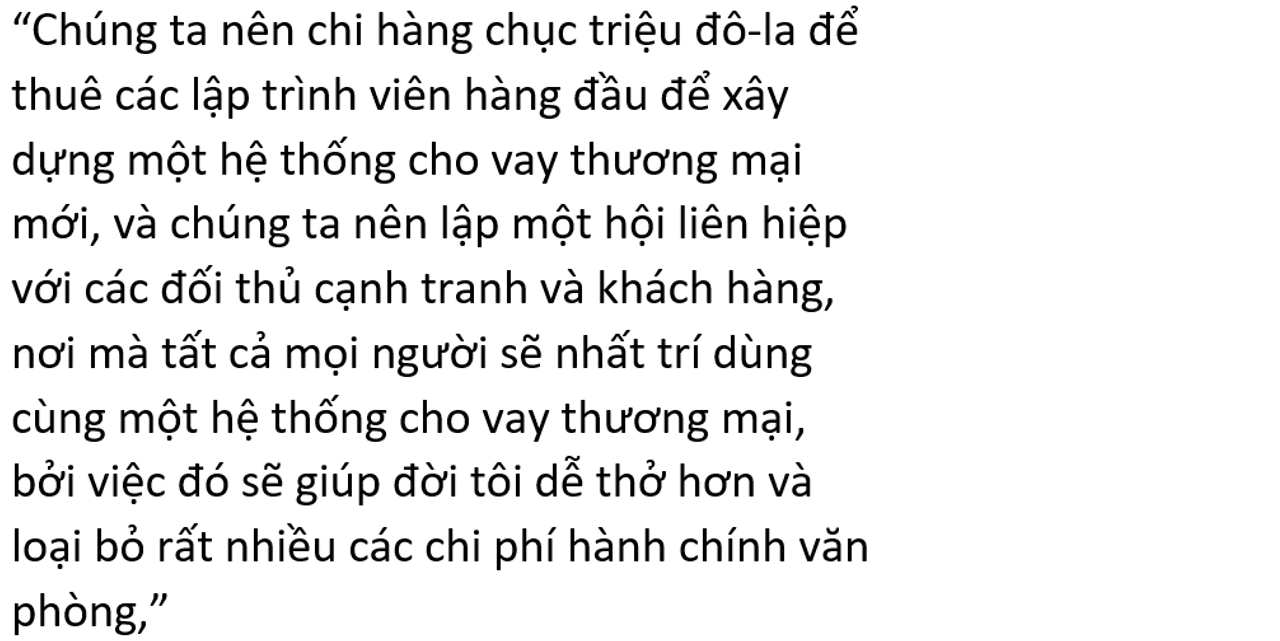 “Chúng ta nên chi hàng chục triệu đô-la để
thuê các lập trình viên hàng đầu để xây
dựng một hệ thống cho vay thương mại
mới, và chúng ta nên lập một hội liên hiệp
với các đối thủ cạnh tranh và khách hàng,
nơi mà tất cả mọi người sẽ nhất trí dùng
cùng một hệ thống cho vay thương mại,
bởi việc đó sẽ giúp đời tôi dễ thở hơn và
loại bỏ rất nhiều các chi phí hành chính văn
phòng,”